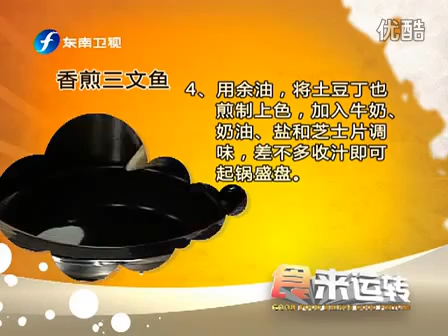 东南卫视
优酷
香煎三文鱼
4、用余油，将土豆丁也
煎制上色，加入牛奶、
奶油、盐和芝士片调
味，差不多收汁即可
起锅盛盘。
食来运转